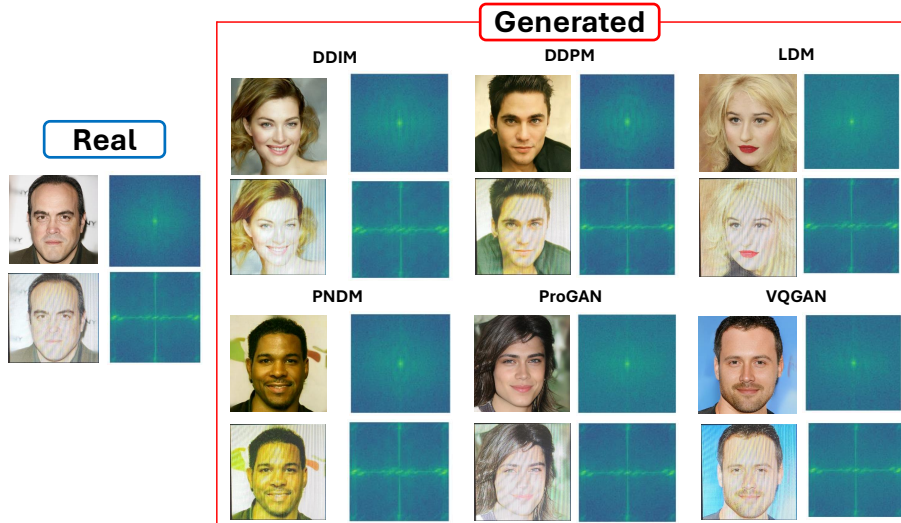 Generated
DDIM
DDPM
LDM
Real
PNDM
ProGAN
VQGAN